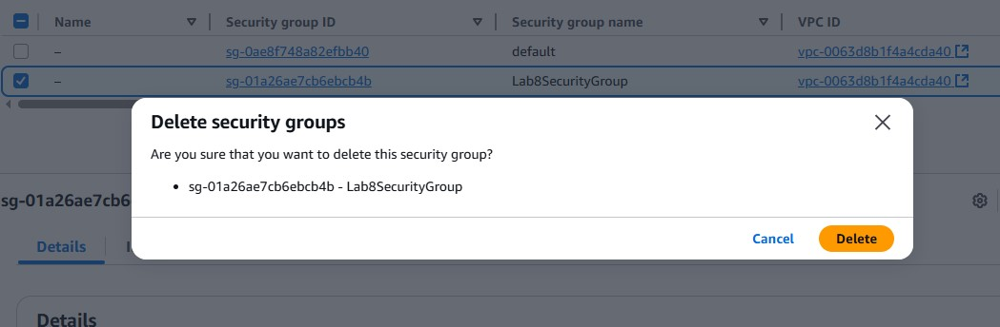 Name Security group ID Security group name VPC ID
– sg-0ae8f748a82efbb40 default vpc-0063d8b1f4a4cda40
– sg-01a26ae7cb6ebcb4b Lab8SecurityGroup vpc-0063d8b1f4a4cda40
Delete security groups
Are you sure that you want to delete this security group?
• sg-01a26ae7cb6ebcb4b - Lab8SecurityGroup
sg-01a26ae7cb6
Cancel Delete
Details
Details